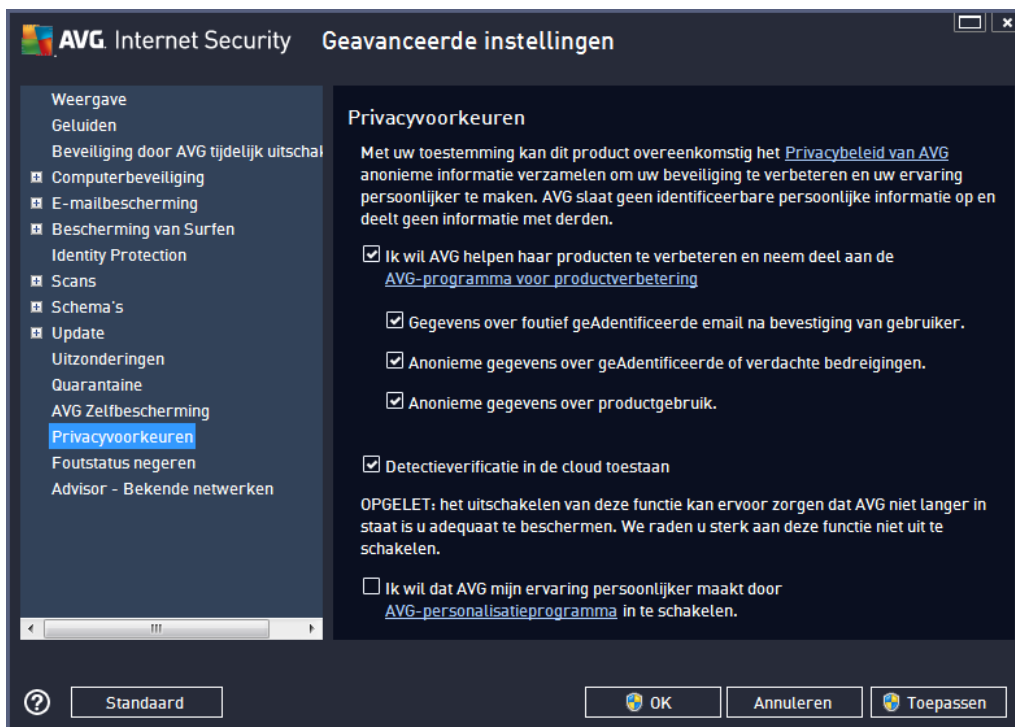 AVG. Internet Security
Geavanceerde instellingen
Weergave
Geluiden
Beveiliging door AVG tijdelijk uitschak
Computerbeveiliging
E-mailbescherming
Bescherming van Surfen
Identity Protection
Scans
Schema's
Update
Uitzonderingen
Quarantaine
AVG Zelfbescherming
Privacyvoorkeuren
Foutstatus negeren
Advisor - Bekende netwerken
Privacyvoorkeuren
Met uw toestemming kan dit product overeenkomstig het Privacybeleid van AVG
anonieme informatie verzamelen om uw beveiliging te verbeteren en uw ervaring
persoonlijker te maken. AVG slaat geen identificeerbare persoonlijke informatie op en
deelt geen informatie met derden.
Ik wil AVG helpen haar producten te verbeteren en neem deel aan de
AVG-programma voor productverbetering
Gegevens over foutief geAdentificeerde email na bevestiging van gebruiker.
Anonieme gegevens over geAdentificeerde of verdachte bedreigingen.
Anonieme gegevens over productgebruik.
Detectieverificatie in de cloud toestaan
OPGELET: het uitschakelen van deze functie kan ervoor zorgen dat AVG niet langer in
staat is u adequaat te beschermen. We raden u sterk aan deze functie niet uit te
schakelen.
Ik wil dat AVG mijn ervaring persoonlijker maakt door
AVG-personalisatieprogramma in te schakelen.
Standaard
OK
Annuleren
Toepassen